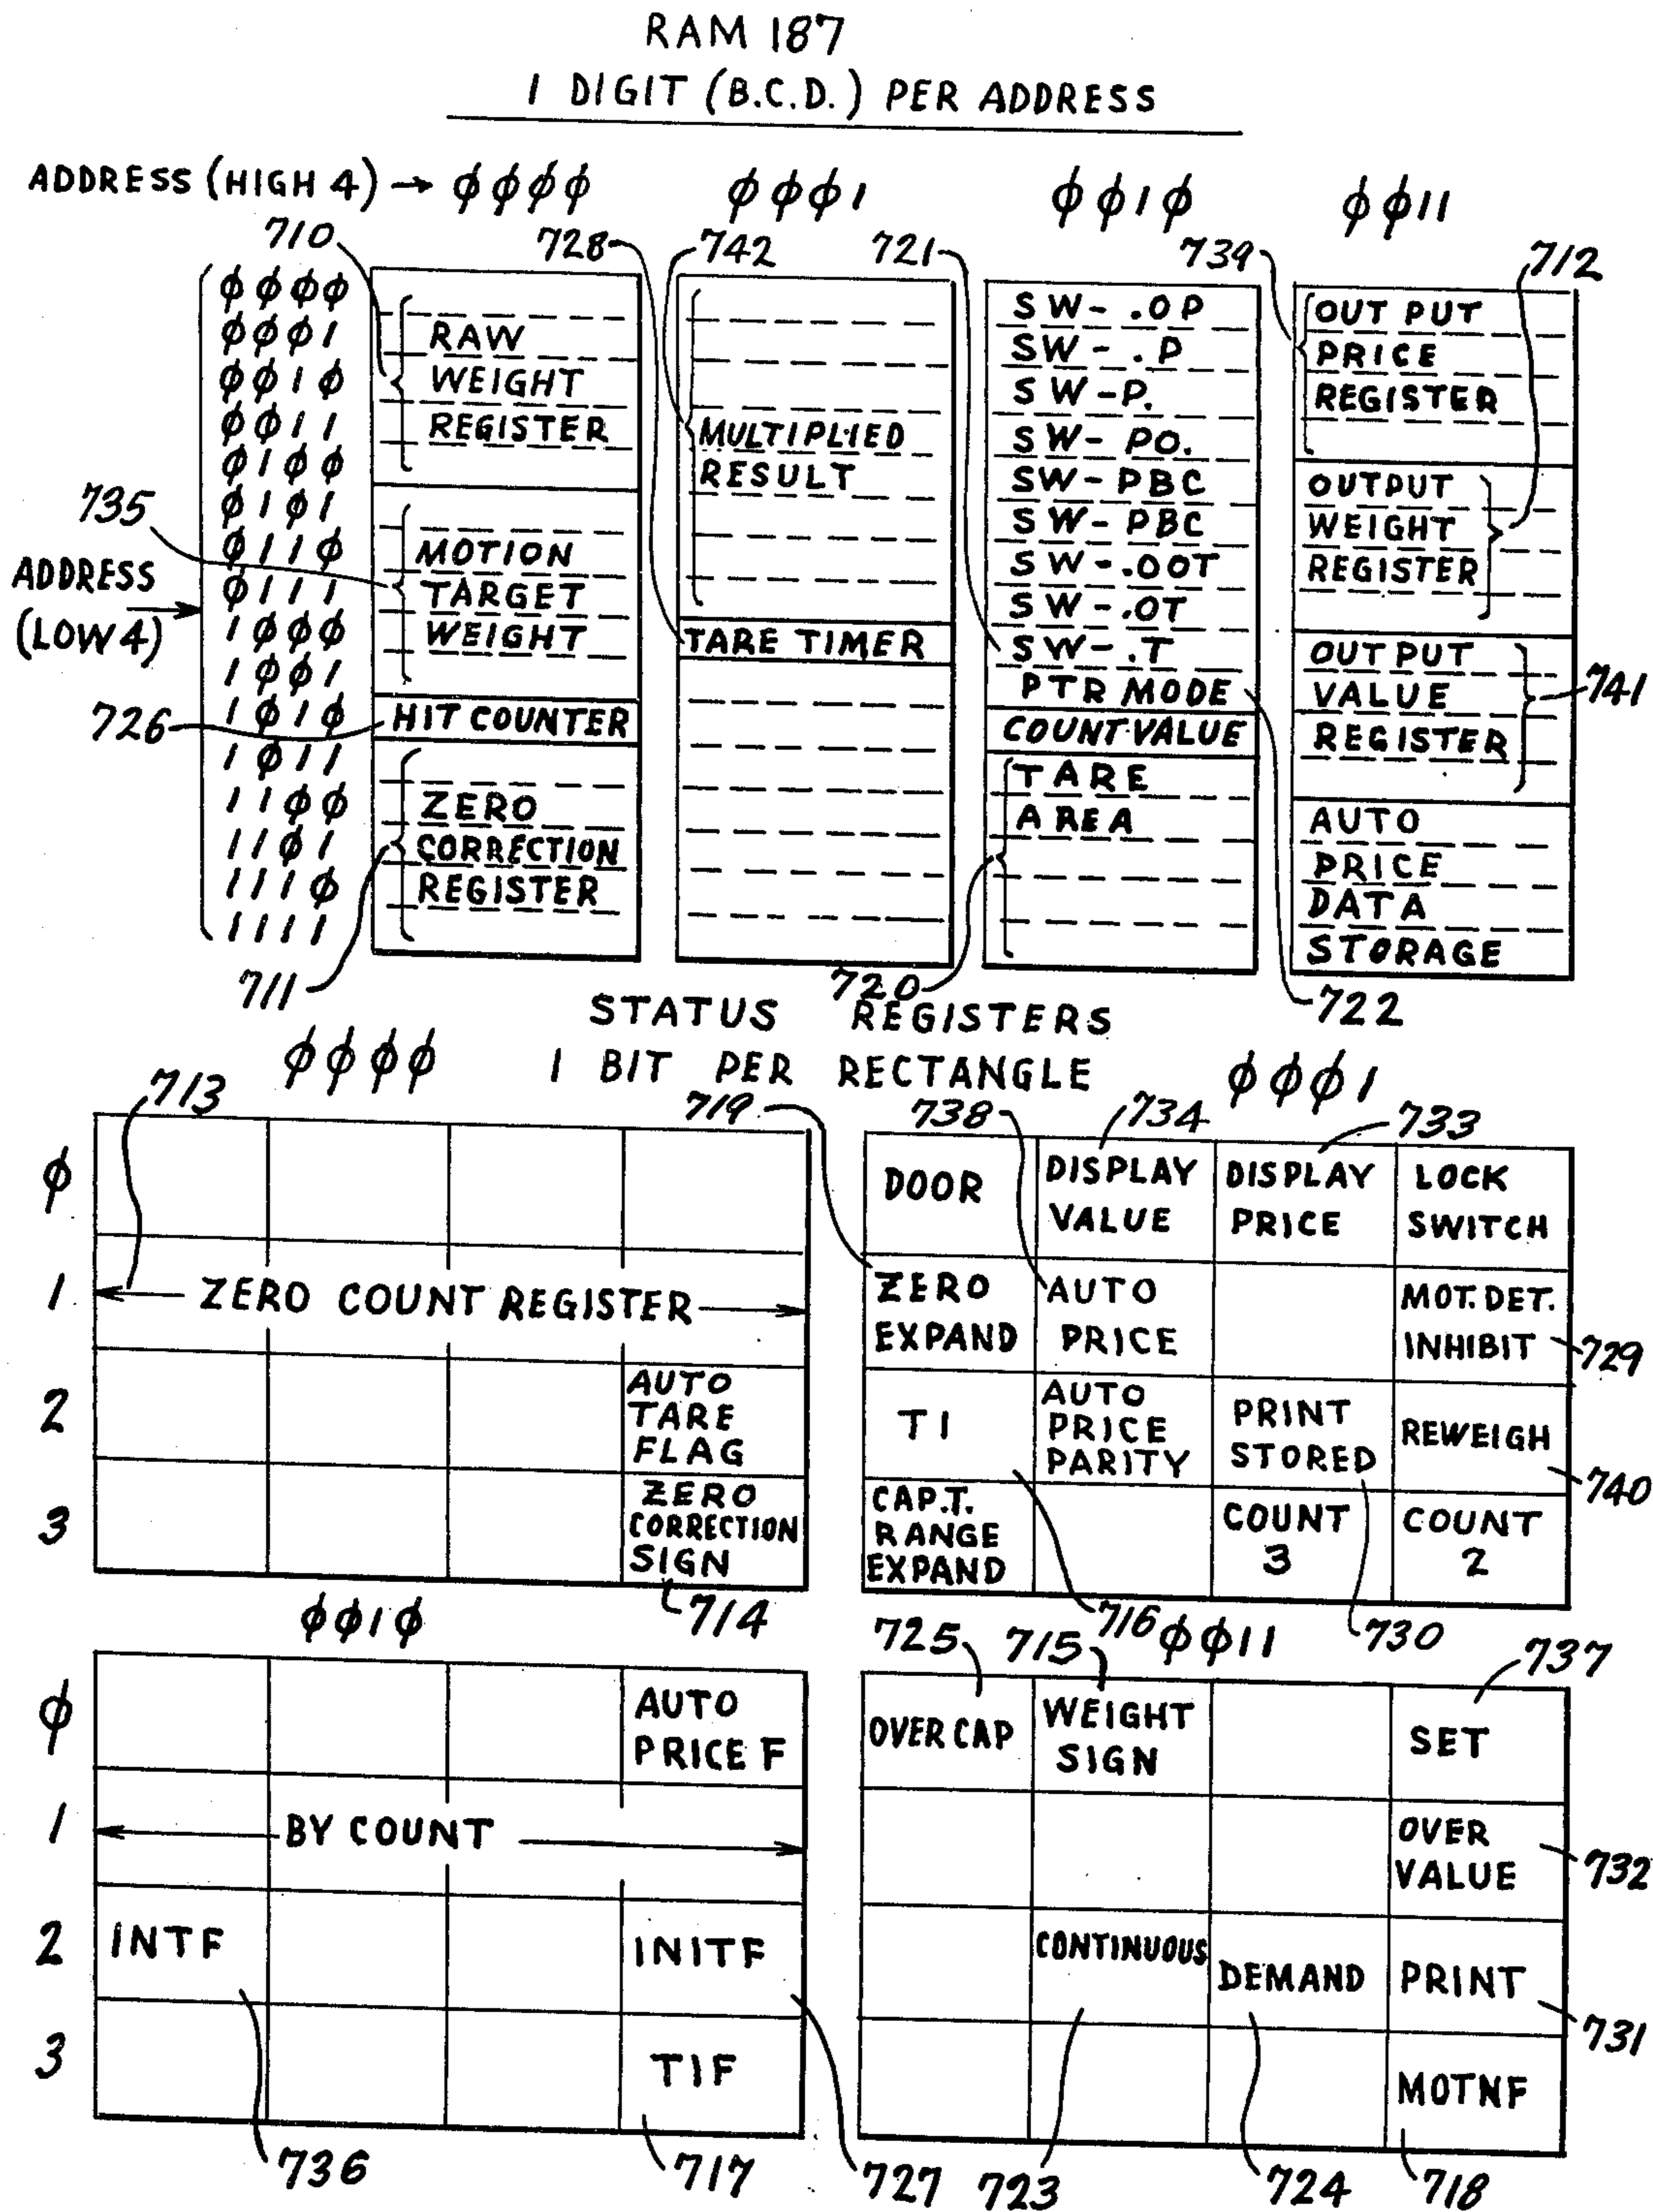 RAM 187
1 DIGIT (B.C.D.) PER ADDRESS
ADDRESS (HIGH 4) → ϕϕϕϕ ϕϕϕ1 ϕϕ1ϕ ϕϕ11
710 728 742 721 739 712
ϕϕϕϕ
ϕϕϕ1
ϕϕ1ϕ
ϕϕ11
ϕ1ϕϕ
ϕ1ϕ1
ϕ11ϕ
ϕ111
1ϕϕϕ
1ϕϕ1
1ϕ1ϕ
1ϕ11
11ϕϕ
11ϕ1
111ϕ
1111
735
ADDRESS
(LOW 4)
726
711
RAW
WEIGHT
REGISTER
MOTION
TARGET
WEIGHT
HIT COUNTER
ZERO
CORRECTION
REGISTER
MULTIPLIED
RESULT
TARE TIMER
SW- .OP
SW- .P
SW-P.
SW- PO.
SW-PBC
SW-PBC
SW-.OOT
SW-.OT
SW-.T
PTR MODE
COUNT VALUE
TARE
AREA
720
OUT PUT
PRICE
REGISTER
OUTPUT
WEIGHT
REGISTER
OUTPUT
VALUE
REGISTER
741
AUTO
PRICE
DATA
STORAGE
722
STATUS REGISTERS
1 BIT PER RECTANGLE
ϕϕϕϕ
713
ϕ
1
2
3
ZERO COUNT REGISTER
AUTO
TARE
FLAG
ZERO
CORRECTION
SIGN
714
ϕϕϕ1
719 738 734 733
DOOR
DISPLAY
VALUE
DISPLAY
PRICE
LOCK
SWITCH
ZERO
EXPAND
AUTO
PRICE
MOT. DET.
INHIBIT
729
TI
AUTO
PRICE
PARITY
PRINT
STORED
REWEIGH
740
CAP.T.
RANGE
EXPAND
COUNT
3
COUNT
2
716
730
ϕϕ1ϕ
ϕ
1
2
3
AUTO
PRICE F
BY COUNT
INTF
INITF
TIF
736
717
727
ϕϕ11
725 715 737
OVER CAP
WEIGHT
SIGN
SET
OVER
VALUE
732
CONTINUOUS
DEMAND
PRINT
731
MOTNF
723
724
718